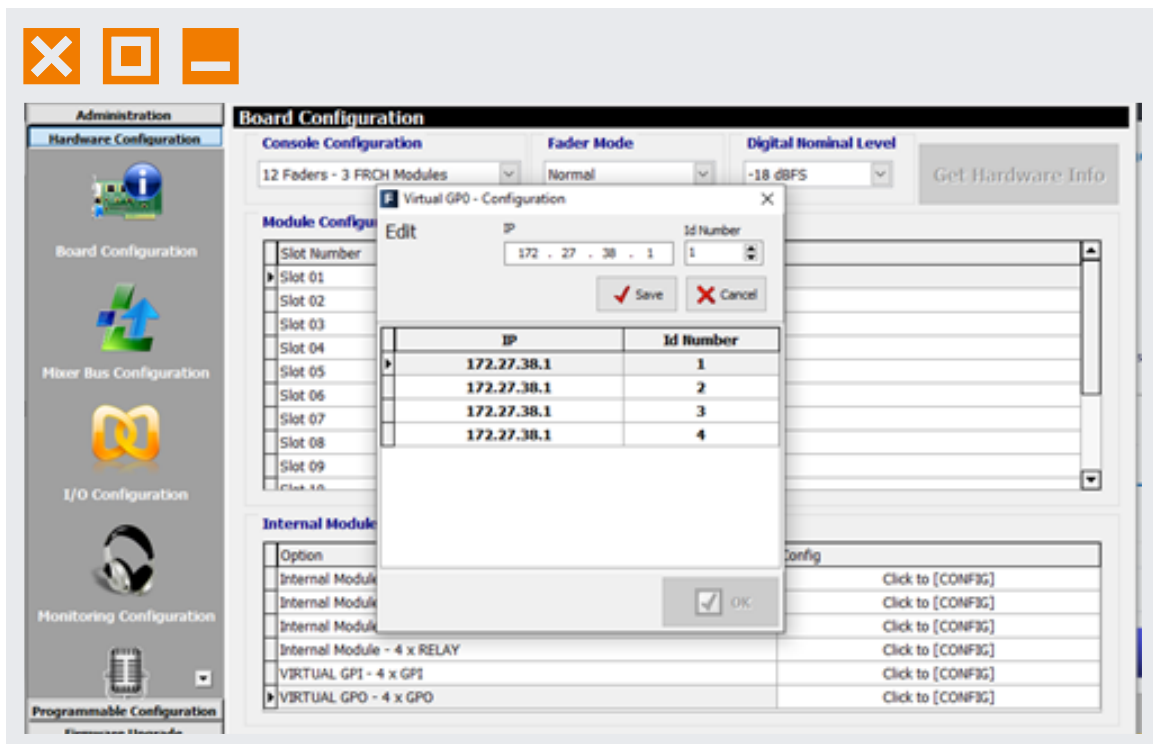 Administration
Hardware Configuration
Board Configuration
Mixer Bus Configuration
I/O Configuration
Monitoring Configuration
Programmable Configuration
Firmware Upgrade
Board Configuration
Console Configuration
Fader Mode
Digital Nominal Level
12 Faders - 3 FRCH Modules
Normal
-18 dBFS
Get Hardware Info
Module Configu
Slot Number
Slot 01
Slot 02
Slot 03
Slot 04
Slot 05
Slot 06
Slot 07
Slot 08
Slot 09
Slot 10
Virtual GPO - Configuration
Edit
IP
Id Number
172 . 27 . 38 . 1
1
Save
Cancel
IP Id Number
172.27.38.1 1
172.27.38.1 2
172.27.38.1 3
172.27.38.1 4
OK
Internal Module
Option Config
Internal Module Click to [CONFIG]
Internal Module Click to [CONFIG]
Internal Module Click to [CONFIG]
Internal Module - 4 x RELAY Click to [CONFIG]
VIRTUAL GPI - 4 x GPI Click to [CONFIG]
VIRTUAL GPO - 4 x GPO Click to [CONFIG]